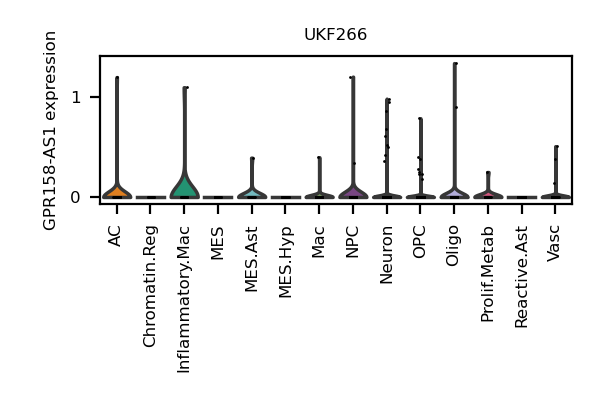 UKF266
GPR158-AS1 expression
1
0
AC
Chromatin.Reg
Inflammatory.Mac
MES
MES.Ast
MES.Hyp
Mac
NPC
Neuron
OPC
Oligo
Prolif.Metab
Reactive.Ast
Vasc